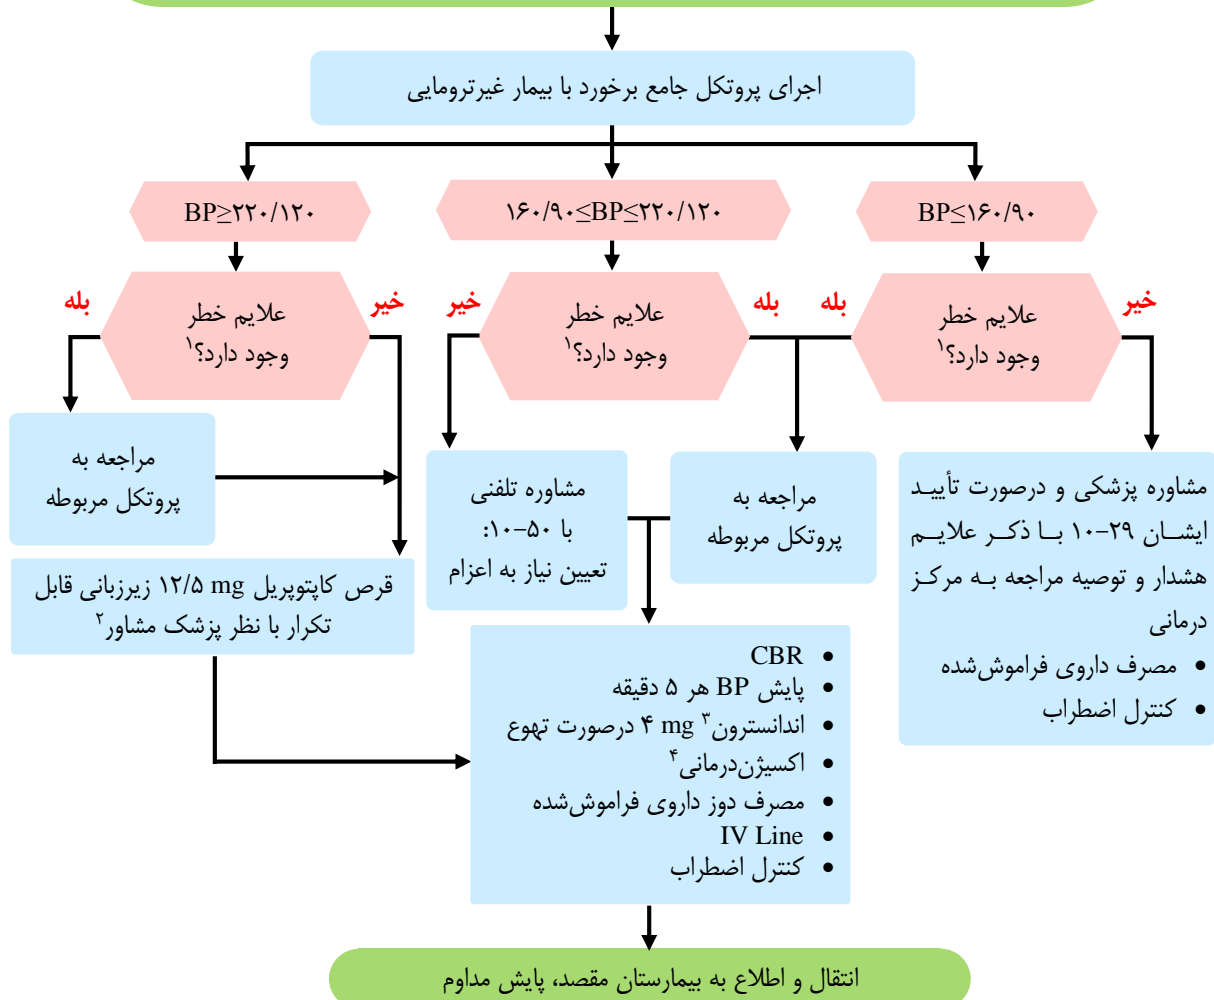 اجرای پروتکل جامع برخورد با بیمار غیرترومایی
BP≤۱۶۰/۹۰
۱۶۰/۹۰≤BP≤۲۲۰/۱۲۰
BP≥۲۲۰/۱۲۰
خیر
علایم خطر
وجود دارد؟۱
بله
بله
علایم خطر
وجود دارد؟۱
خیر
خیر
علایم خطر
وجود دارد؟۱
بله
مشاوره پزشکی و درصورت تأیید
ایشان ۲۹-۱۰ با ذکر علایم
هشدار و توصیه مراجعه به مرکز
درمانی
• مصرف داروی فراموش‌شده
• کنترل اضطراب
مراجعه به
پروتکل مربوطه
مشاوره تلفنی
با ۵۰-۱۰:
تعیین نیاز به اعزام
مراجعه به
پروتکل مربوطه
قرص کاپتوپریل ۱۲/۵ mg زیرزبانی قابل
تکرار با نظر پزشک مشاور۲
• CBR
• پایش BP هر ۵ دقیقه
• اندانسترون۳ ۴ mg درصورت تهوع
• اکسیژن‌درمانی۴
• مصرف دوز داروی فراموش‌شده
• IV Line
• کنترل اضطراب
انتقال و اطلاع به بیمارستان مقصد، پایش مداوم